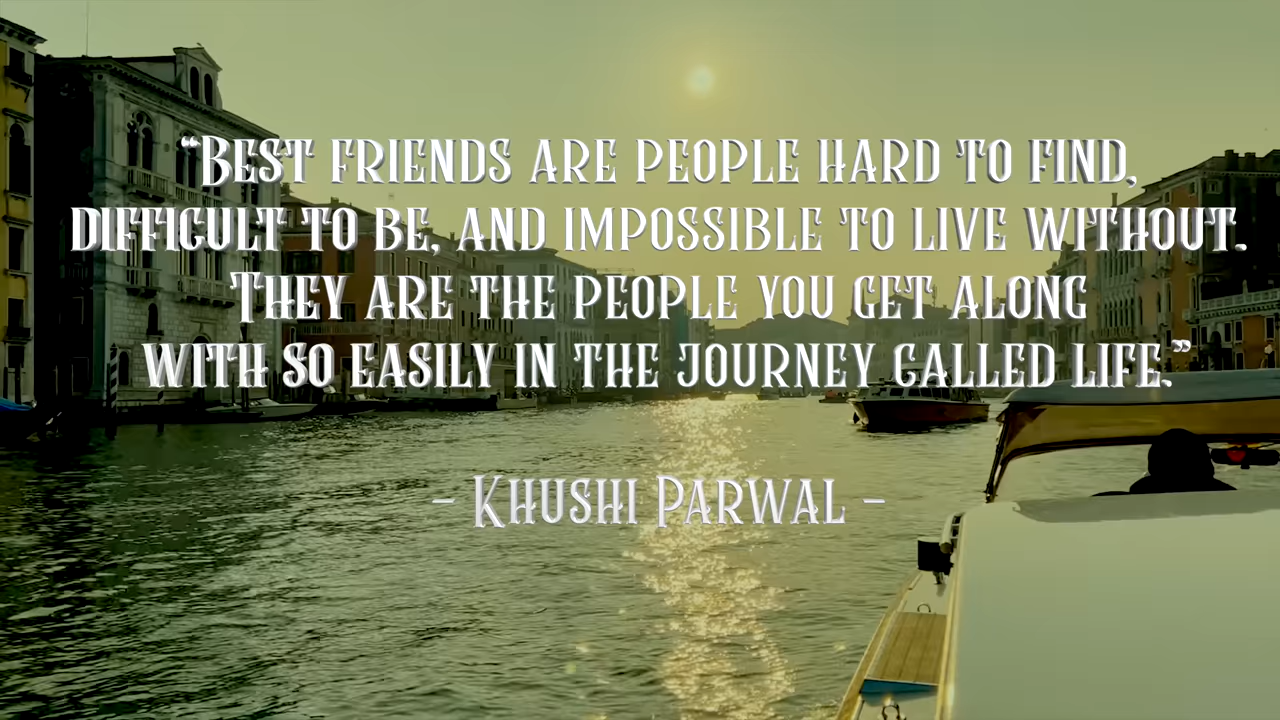 “Best friends are people hard to find,
difficult to be, and impossible to live without.
They are the people you get along
with so easily in the journey called life.”
– Khushi Parwal –